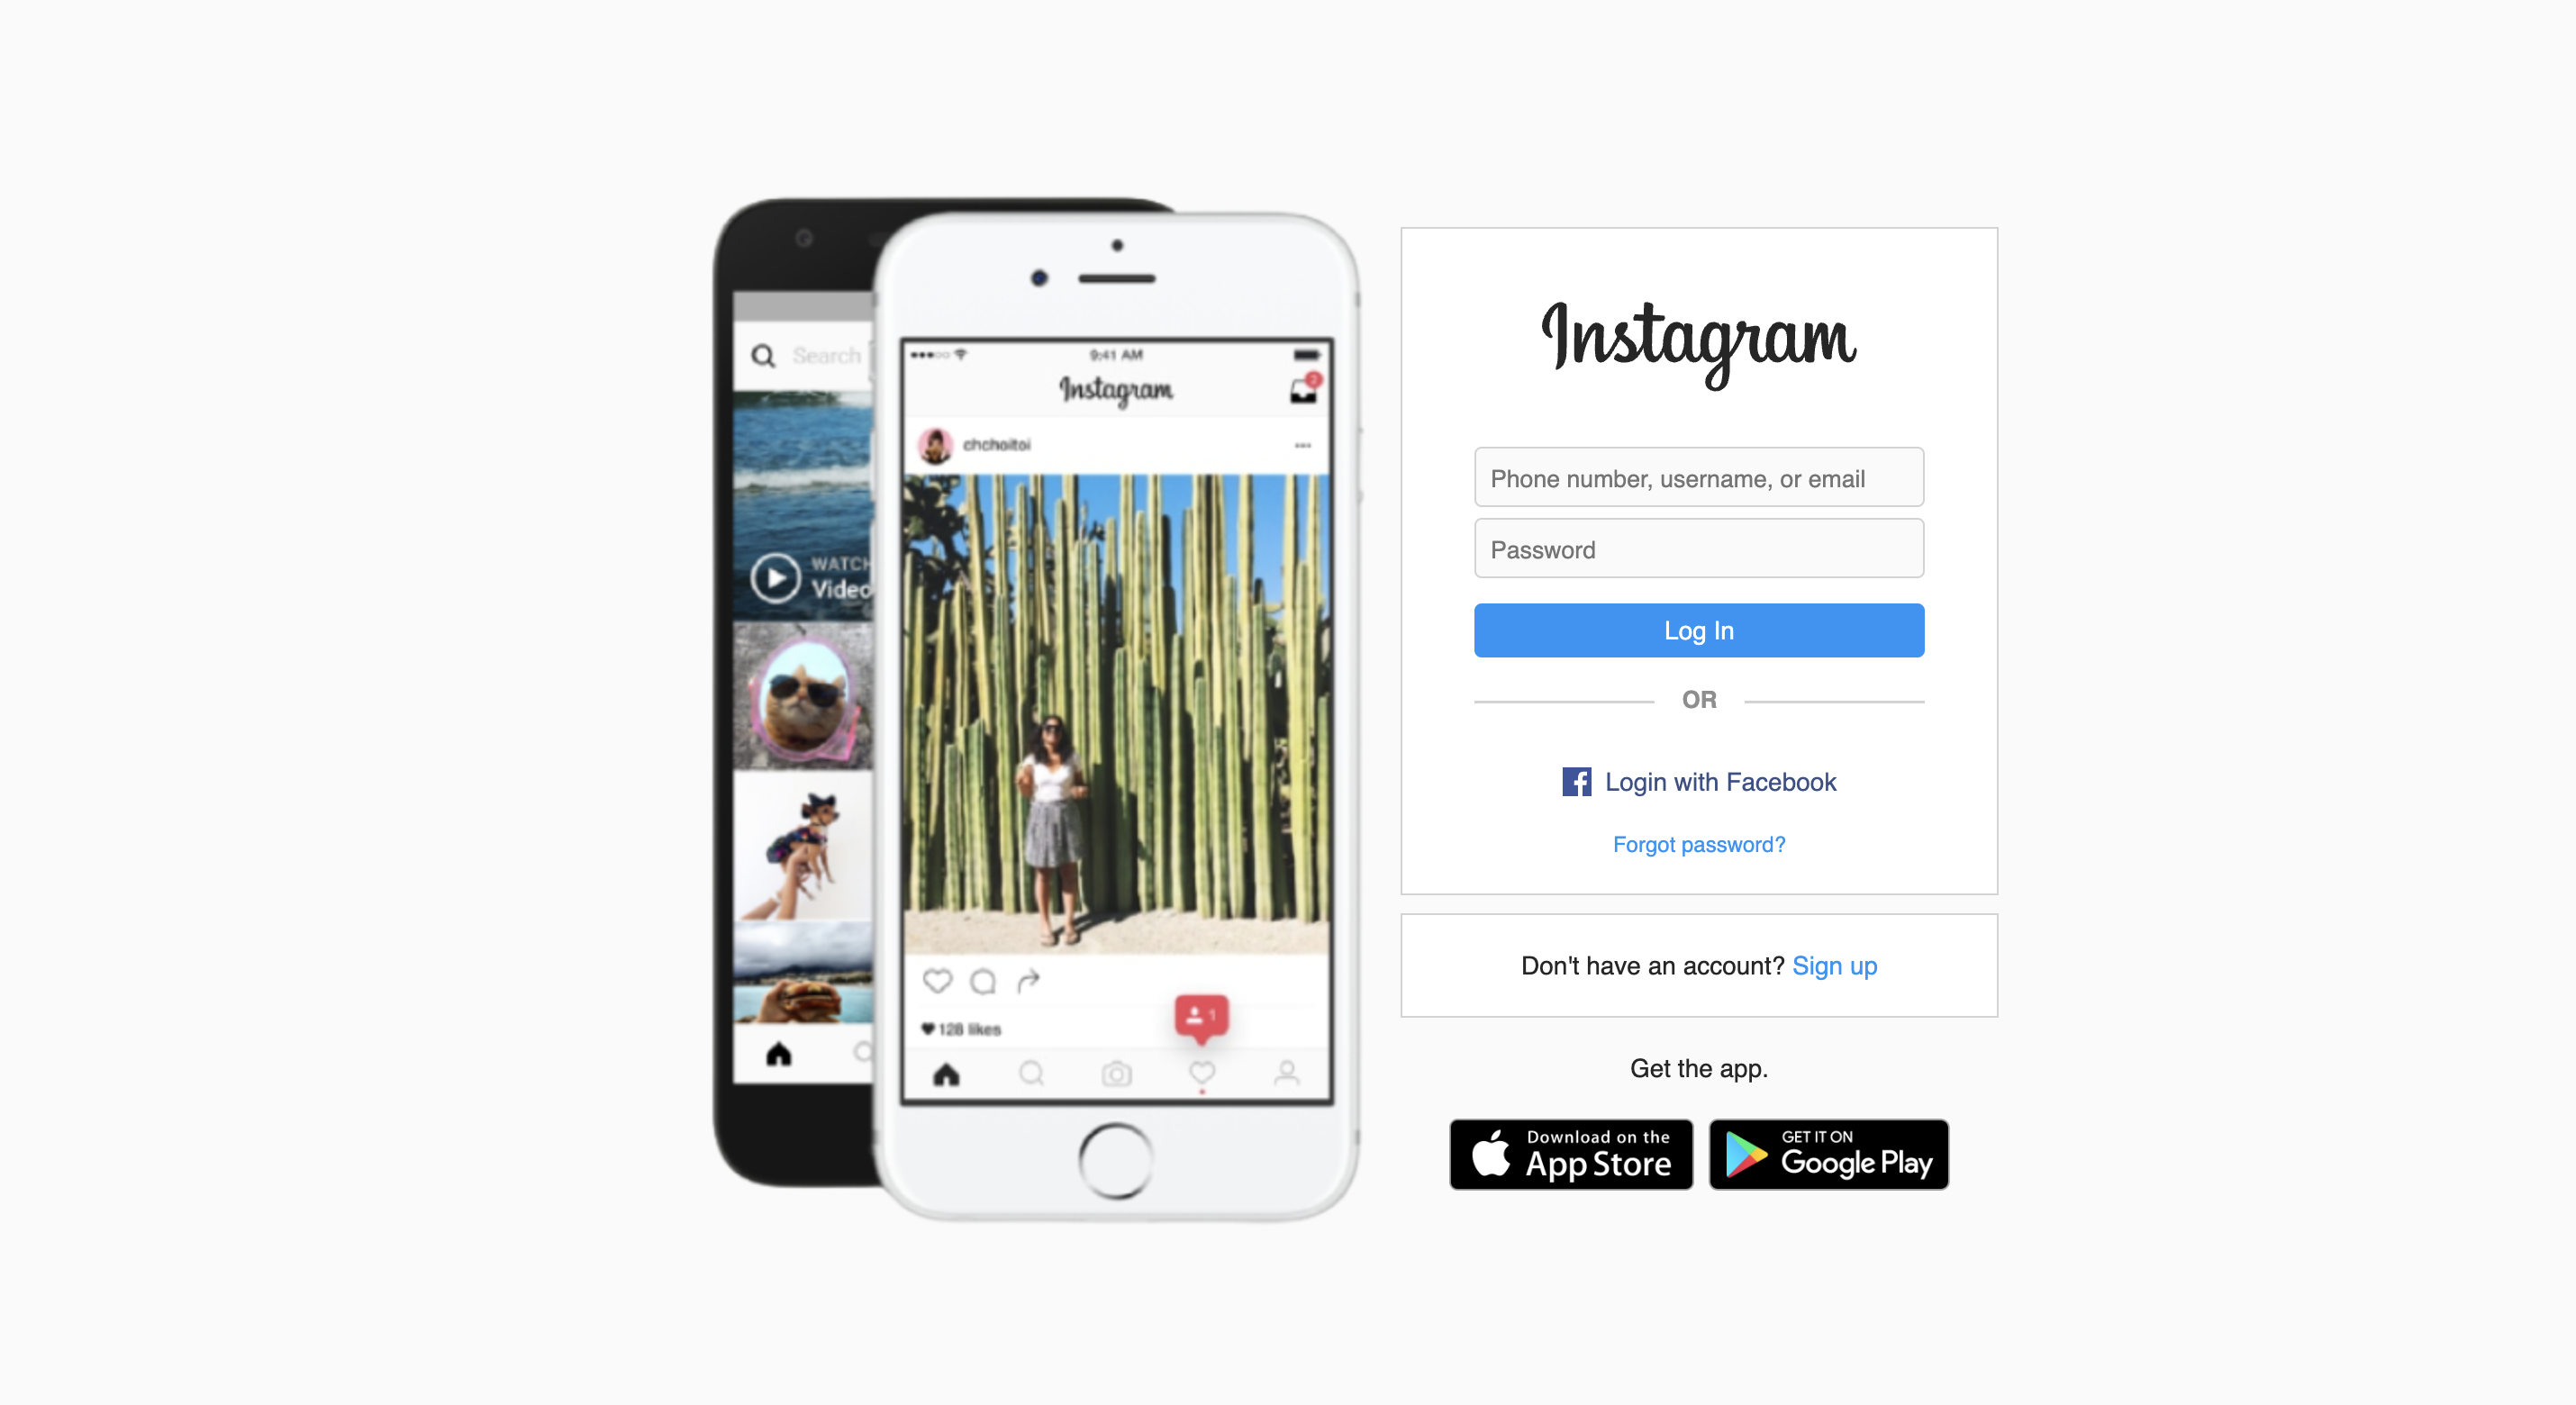 Search
WATCH
Video
9:41 AM
Instagram
2
chchoitoi
128 likes
1
Instagram
Phone number, username, or email
Password
Log In
OR
Login with Facebook
Forgot password?
Don't have an account? Sign up
Get the app.
Download on the
App Store
GET IT ON
Google Play